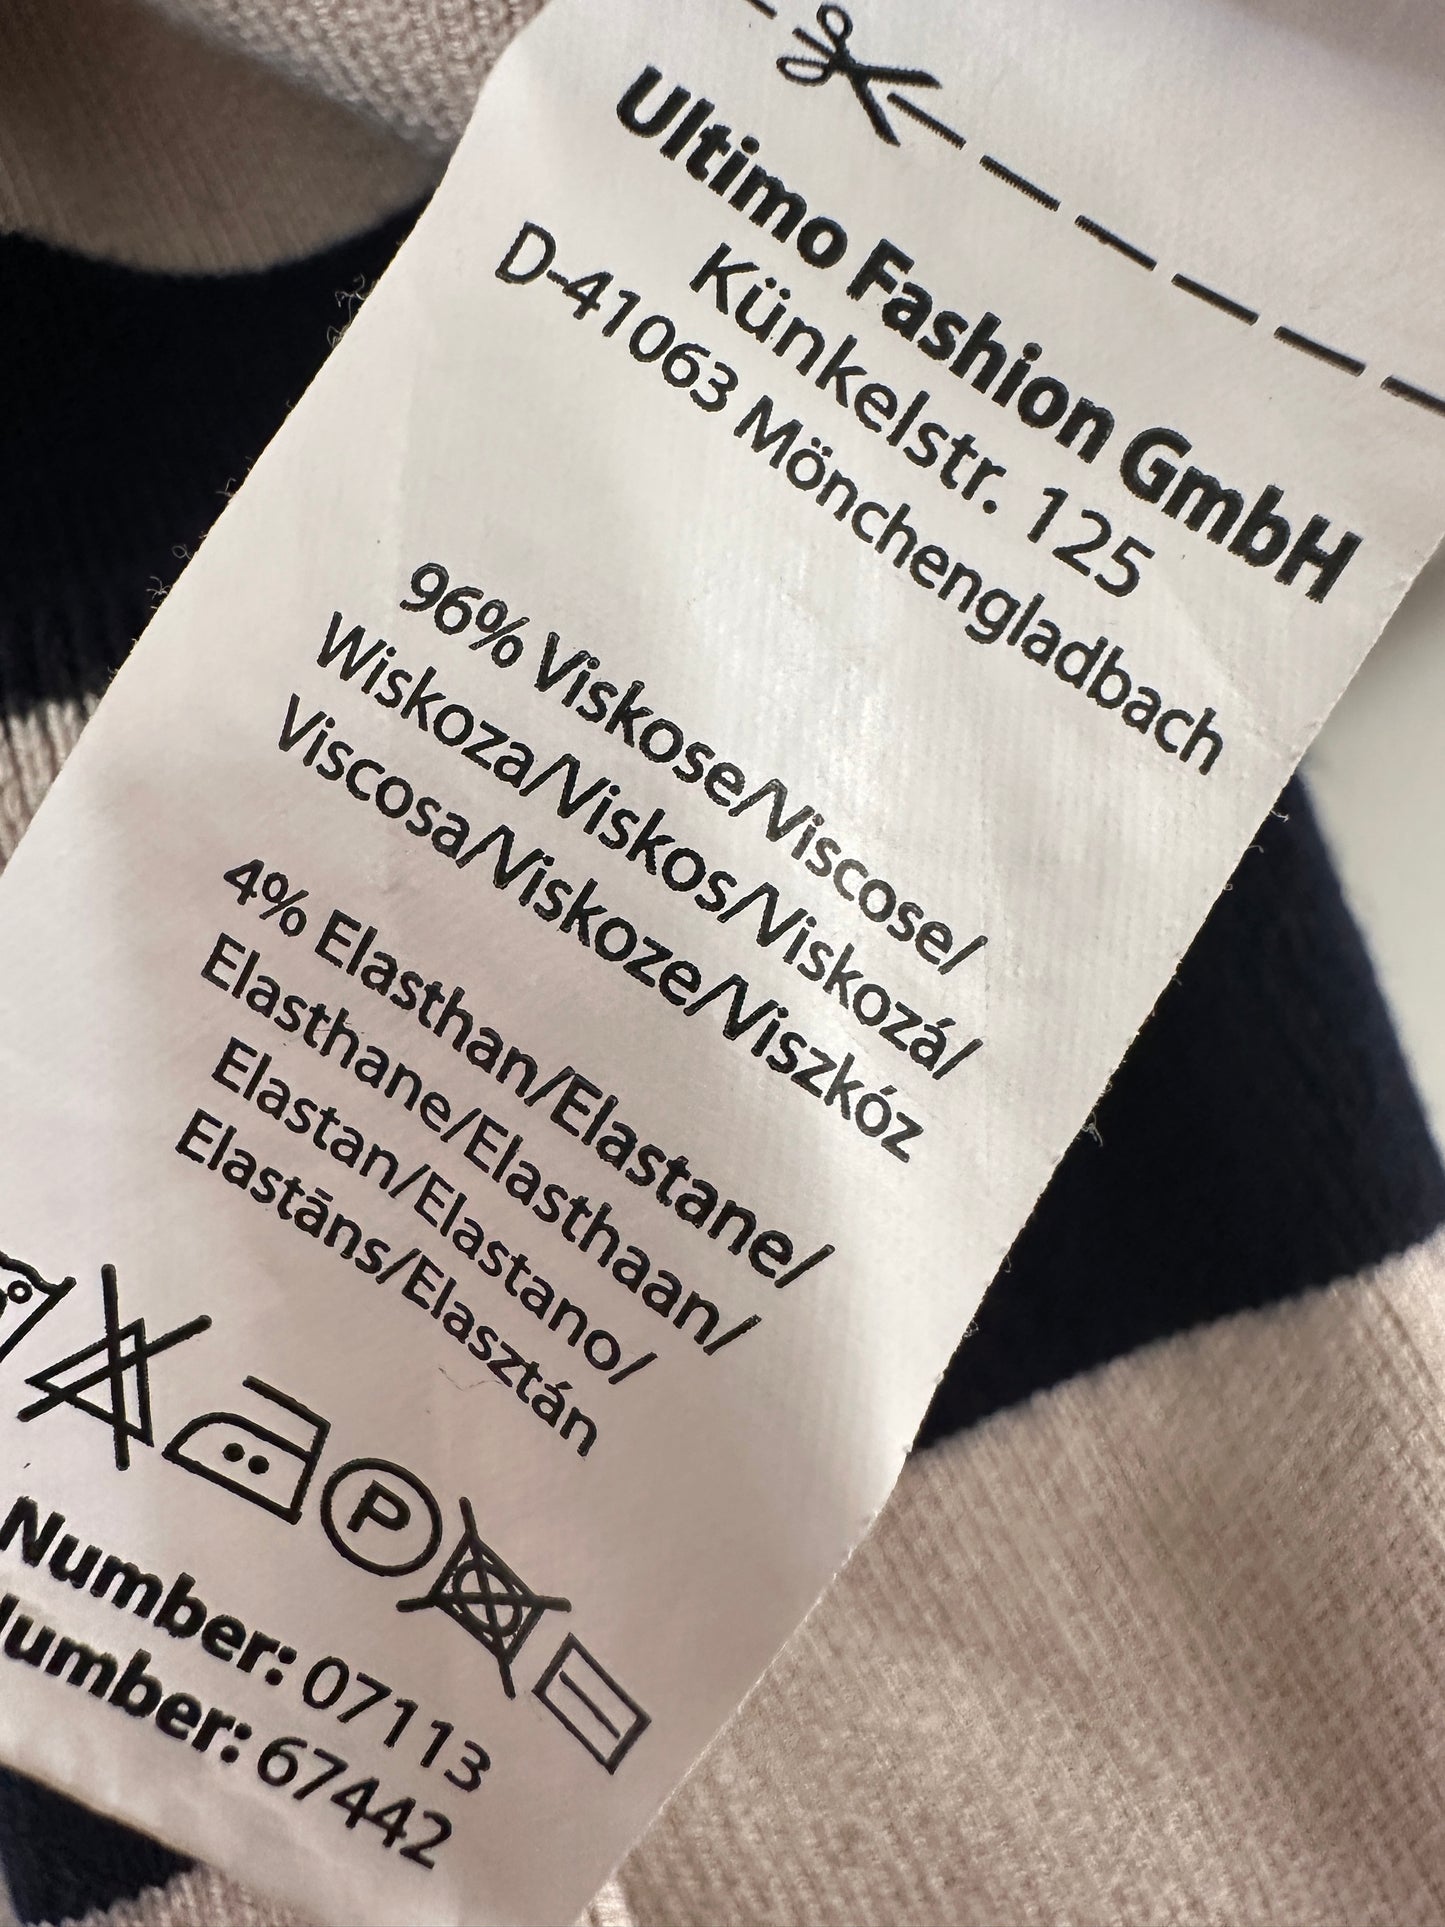 Ultimo Fashion GmbH
Künkelstr. 125
D-41063 Mönchengladbach
96% Viskose/Viscose/
Wiskoza/Viskos/Viskozá/
Viscosa/Viskoze/Viszkóz
4% Elasthan/Elastane/
Elasthane/Elasthaan/
Elastan/Elastano/
Elastāns/Elasztán
P
Number: 07113
umber: 67442